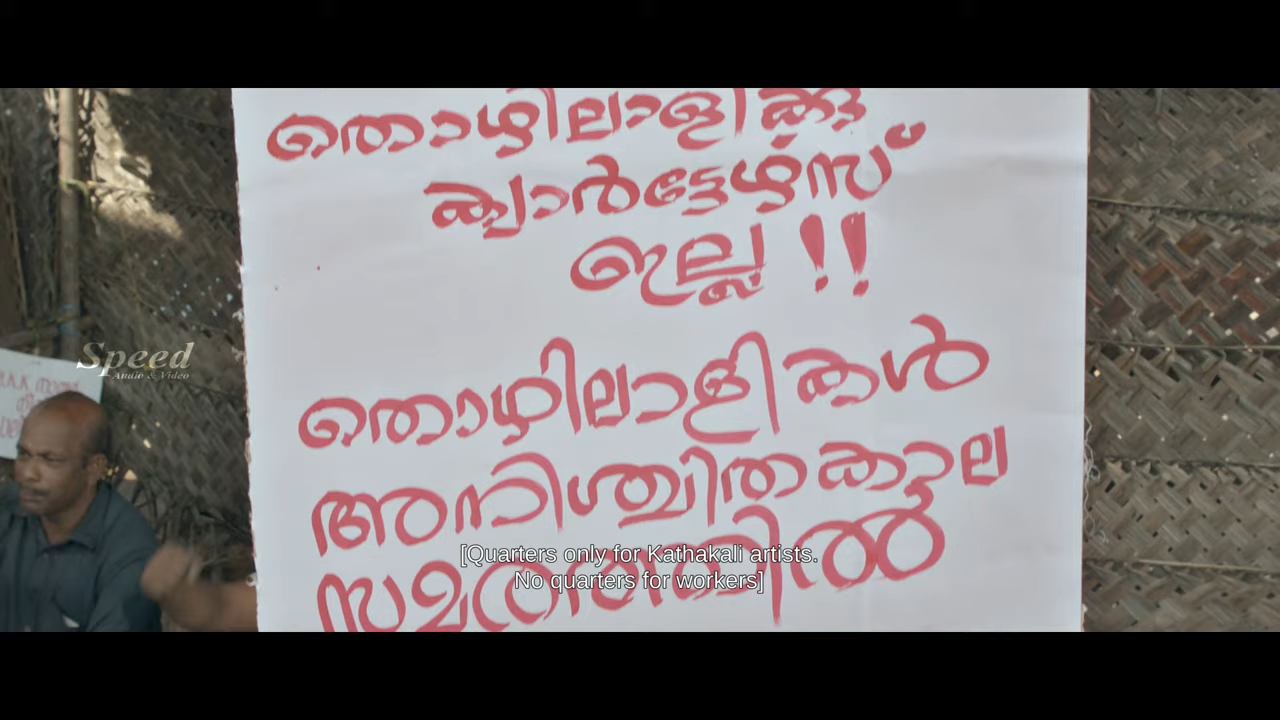 തൊഴിലാളിക്കു
ക്വാർട്ടേഴ്സ്
ഇല്ല !!
തൊഴിലാളികൾ
അനിശ്ചിതകാല
സമരത്തിൽ
Speed
Audio & Video
[Quarters only for Kathakali artists.
No quarters for workers]